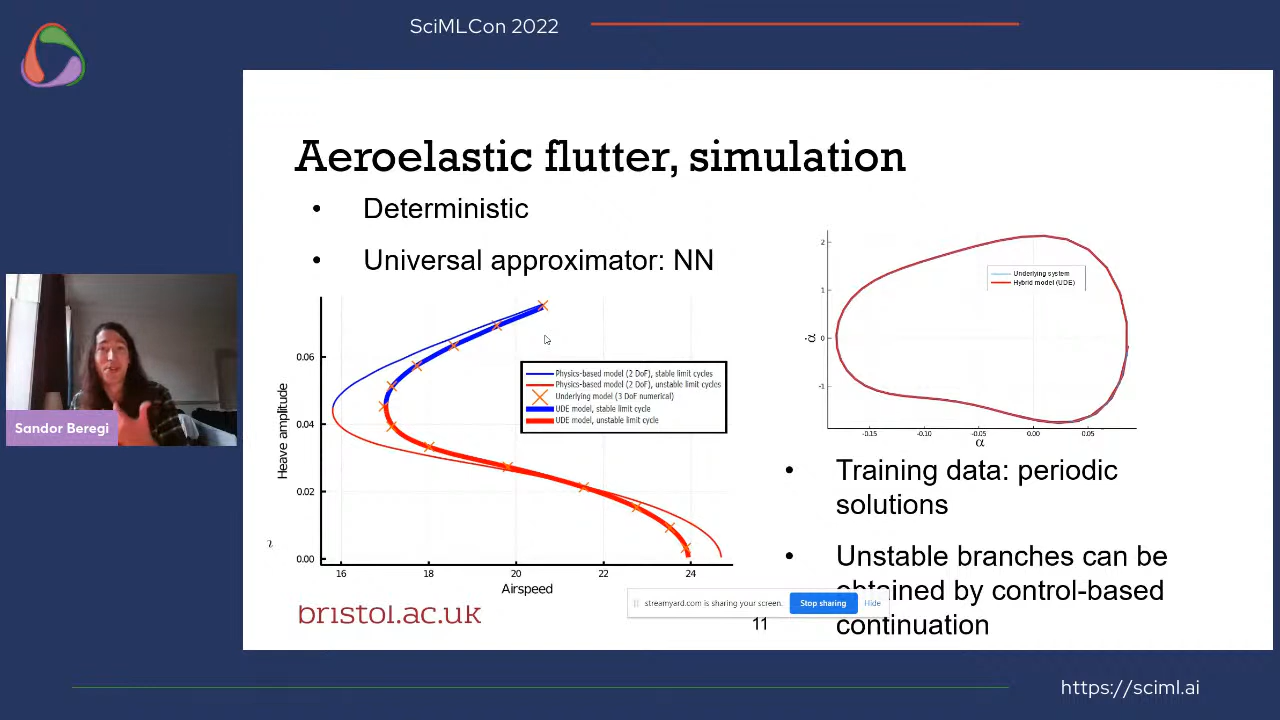 SciMLCon 2022
Aeroelastic flutter, simulation
• Deterministic
• Universal approximator: NN
Heave amplitude
0.06
0.04
0.02
0.00
16 18 20 22 24
Airspeed
Physics-based model (2 DoF), stable limit cycles
Physics-based model (2 DoF), unstable limit cycles
Underlying model (3 DoF numerical)
UDE model, stable limit cycle
UDE model, unstable limit cycle
2
1
0
-1
α̇
-0.15 -0.10 -0.05 0.00 0.05
α
Underlying system
Hybrid model (UDE)
• Training data: periodic
solutions
• Unstable branches can be
obtained by control-based
continuation
Sandor Beregi
streamyard.com is sharing your screen. Stop sharing Hide
bristol.ac.uk
11
https://sciml.ai